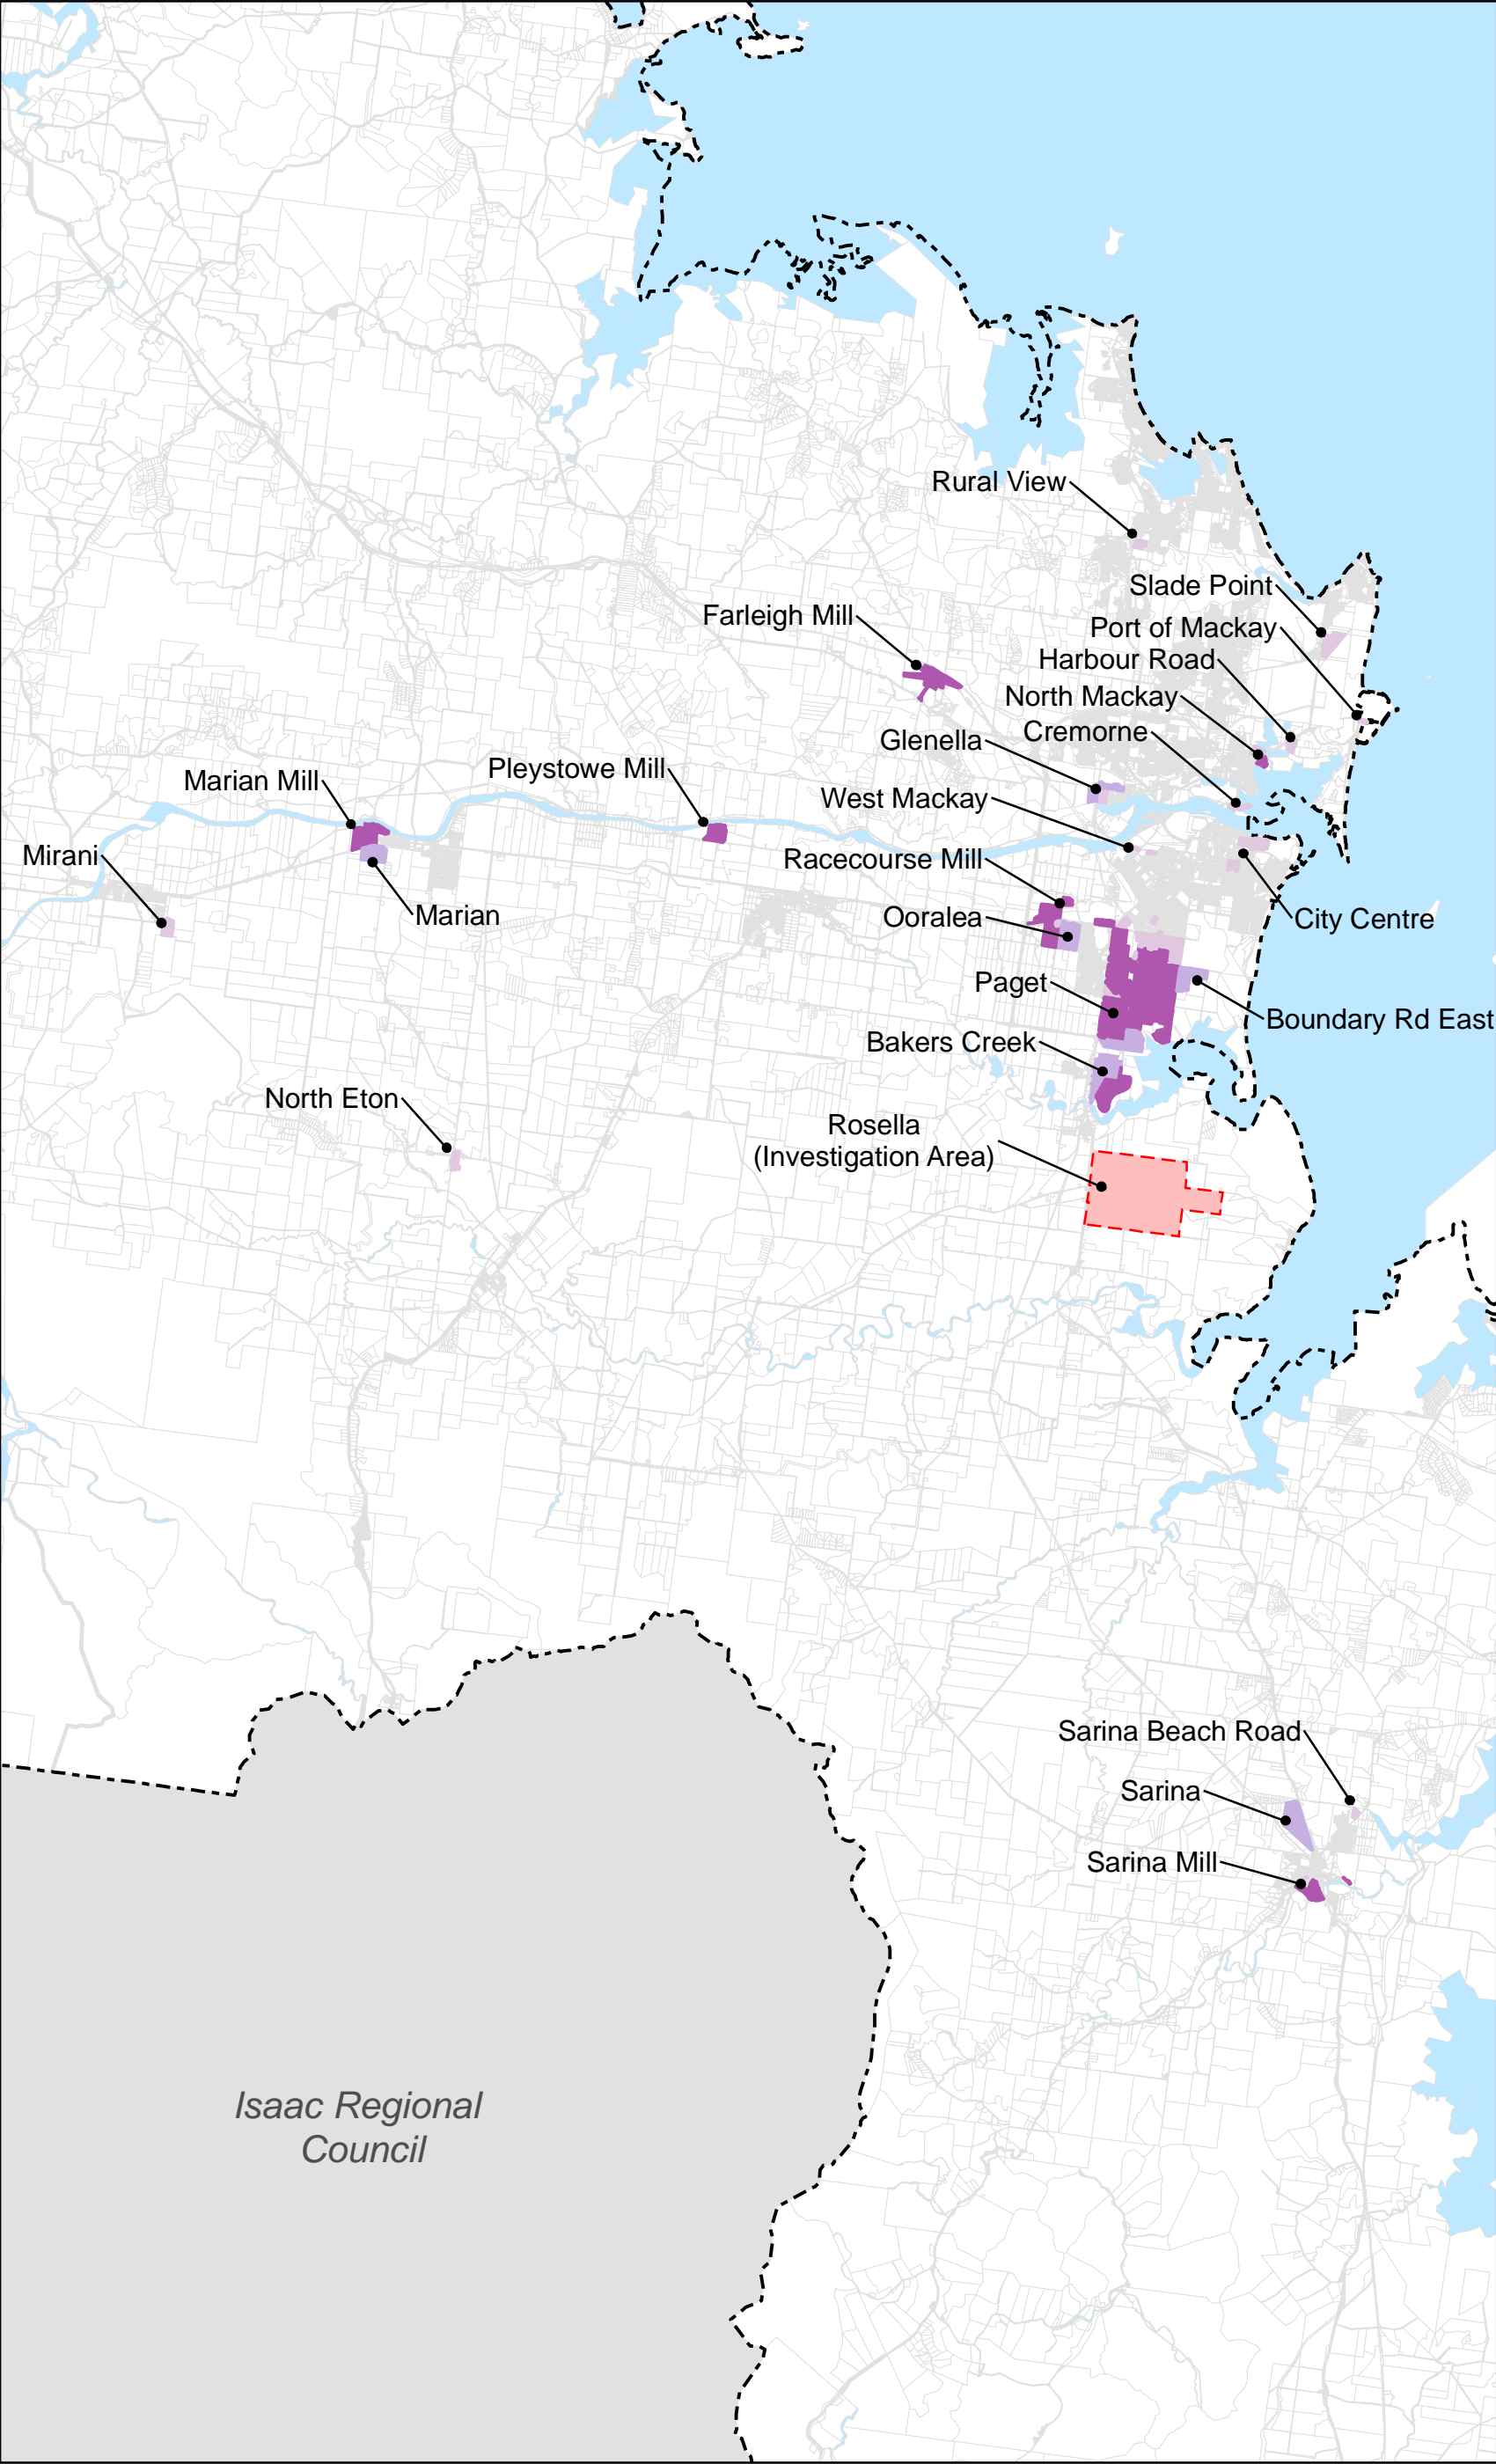 Rural View
Slade Point
Farleigh Mill
Port of Mackay
Harbour Road
North Mackay
Cremorne
Glenella
Pleystowe Mill
Marian Mill
West Mackay
Mirani
Racecourse Mill
Marian
Ooralea
City Centre
Paget
Boundary Rd East
Bakers Creek
North Eton
Rosella
(Investigation Area)
Sarina Beach Road
Sarina
Sarina Mill
Isaac Regional
Council